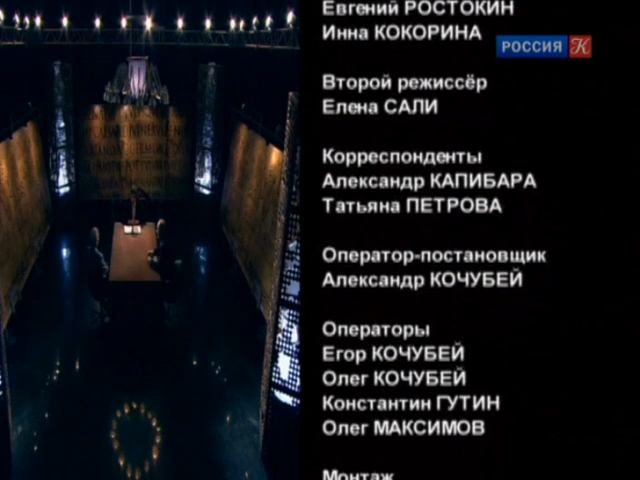 Евгений РОСТОКИН
Инна КОКОРИНА
РОССИЯ К
Второй режиссёр
Елена САЛИ
Корреспонденты
Александр КАПИБАРА
Татьяна ПЕТРОВА
Оператор-постановщик
Александр КОЧУБЕЙ
Операторы
Егор КОЧУБЕЙ
Олег КОЧУБЕЙ
Константин ГУТИН
Олег МАКСИМОВ
Монтаж